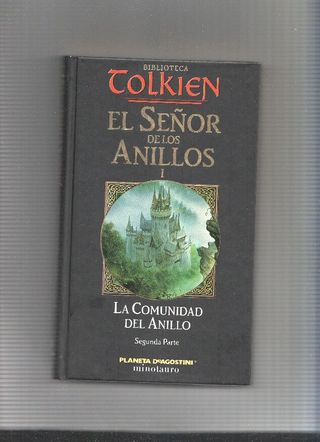 BIBLIOTECA
TOLKIEN
EL SEÑOR
DE LOS
ANILLOS
I
LA COMUNIDAD
DEL ANILLO
Segunda Parte
PLANETA DeAGOSTINI
minotauro